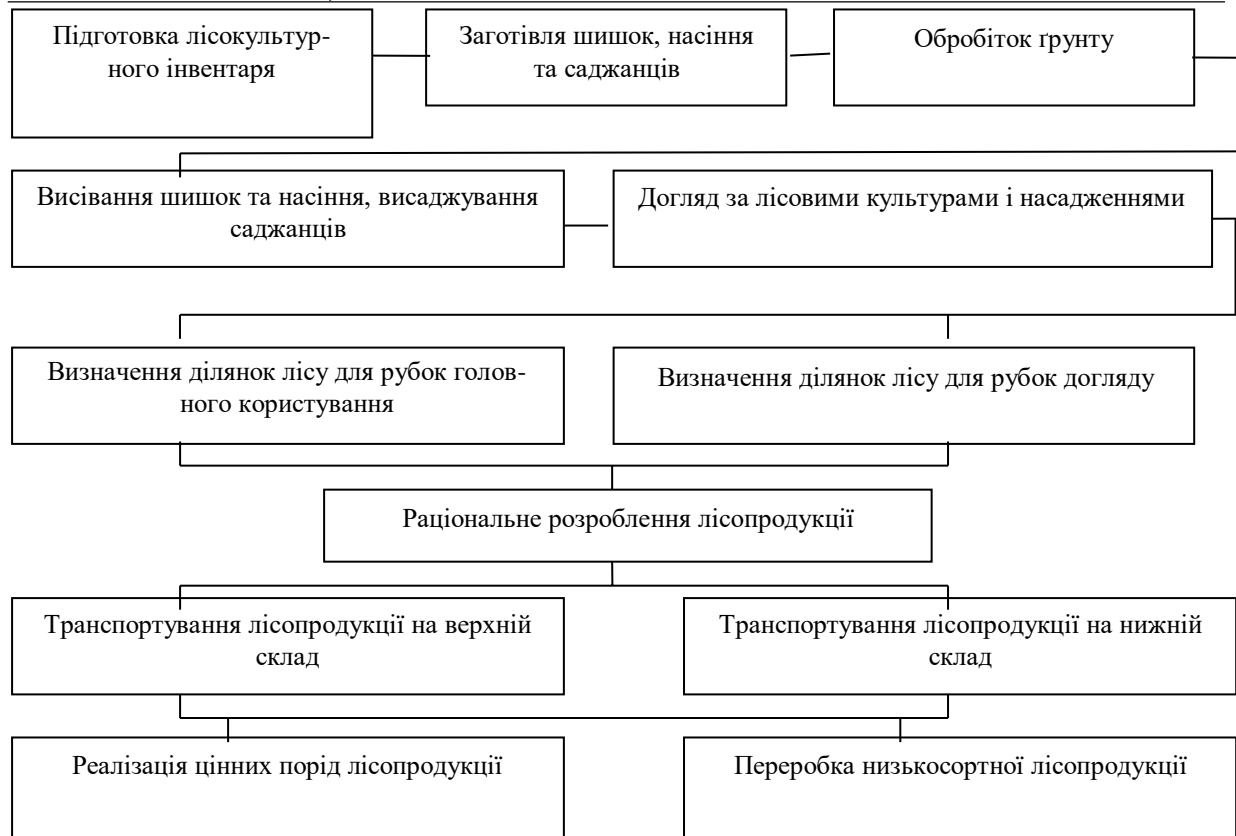 Підготовка лісокультур-
ного інвентаря
Заготівля шишок, насіння
та саджанців
Обробіток ґрунту
Висівання шишок та насіння, висаджування
саджанців
Догляд за лісовими культурами і насадженнями
Визначення ділянок лісу для рубок голов-
ного користування
Визначення ділянок лісу для рубок догляду
Раціональне розроблення лісопродукції
Транспортування лісопродукції на верхній
склад
Транспортування лісопродукції на нижній
склад
Реалізація цінних порід лісопродукції
Переробка низькосортної лісопродукції